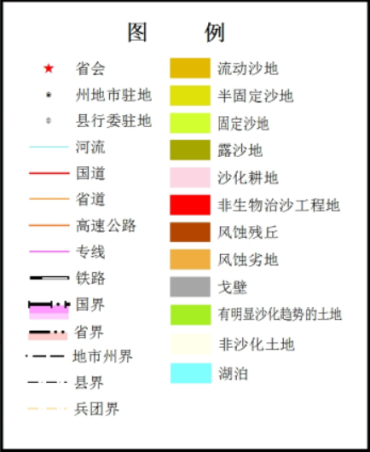 图 例
省会
州地市驻地
县行委驻地
河流
国道
省道
高速公路
专线
铁路
国界
省界
地市州界
县界
兵团界
流动沙地
半固定沙地
固定沙地
露沙地
沙化耕地
非生物治沙工程地
风蚀残丘
风蚀劣地
戈壁
有明显沙化趋势的土地
非沙化土地
湖泊